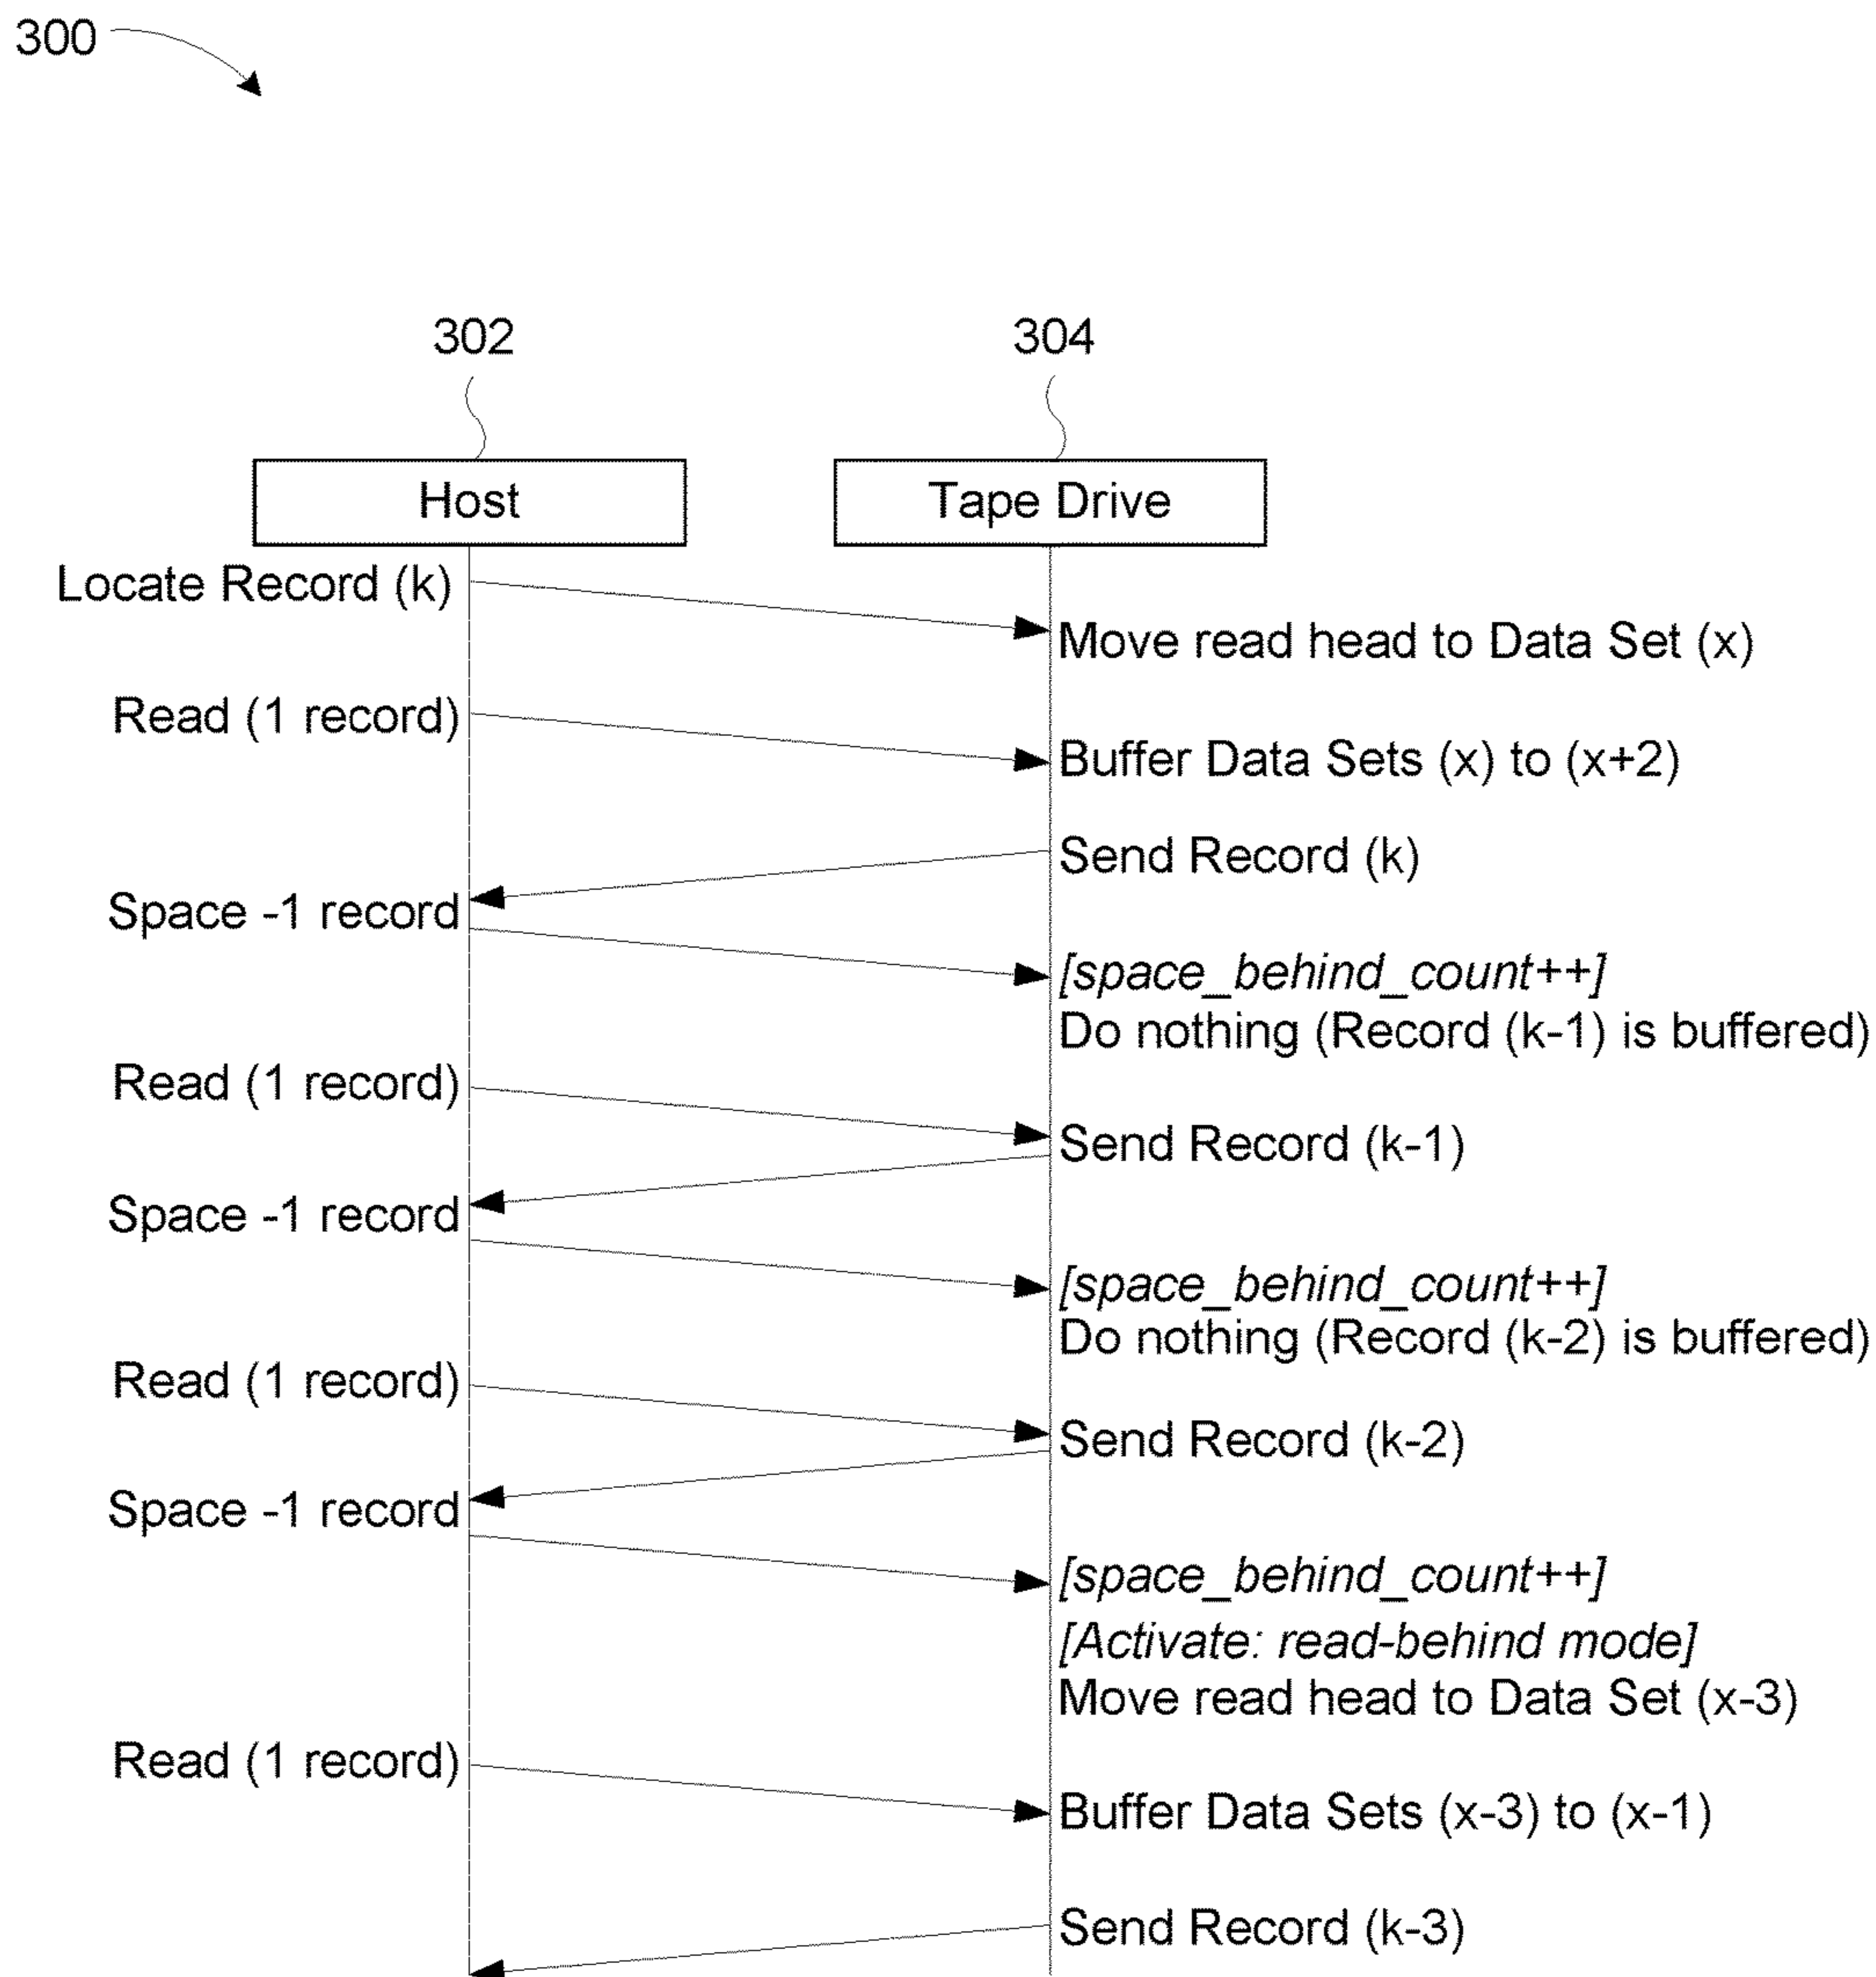 300
302
304
Host
Tape Drive
Locate Record (k)
Move read head to Data Set (x)
Read (1 record)
Buffer Data Sets (x) to (x+2)
Send Record (k)
Space -1 record
[space_behind_count++]
Do nothing (Record (k-1) is buffered)
Read (1 record)
Send Record (k-1)
Space -1 record
[space_behind_count++]
Do nothing (Record (k-2) is buffered)
Read (1 record)
Send Record (k-2)
Space -1 record
[space_behind_count++]
[Activate: read-behind mode]
Move read head to Data Set (x-3)
Read (1 record)
Buffer Data Sets (x-3) to (x-1)
Send Record (k-3)